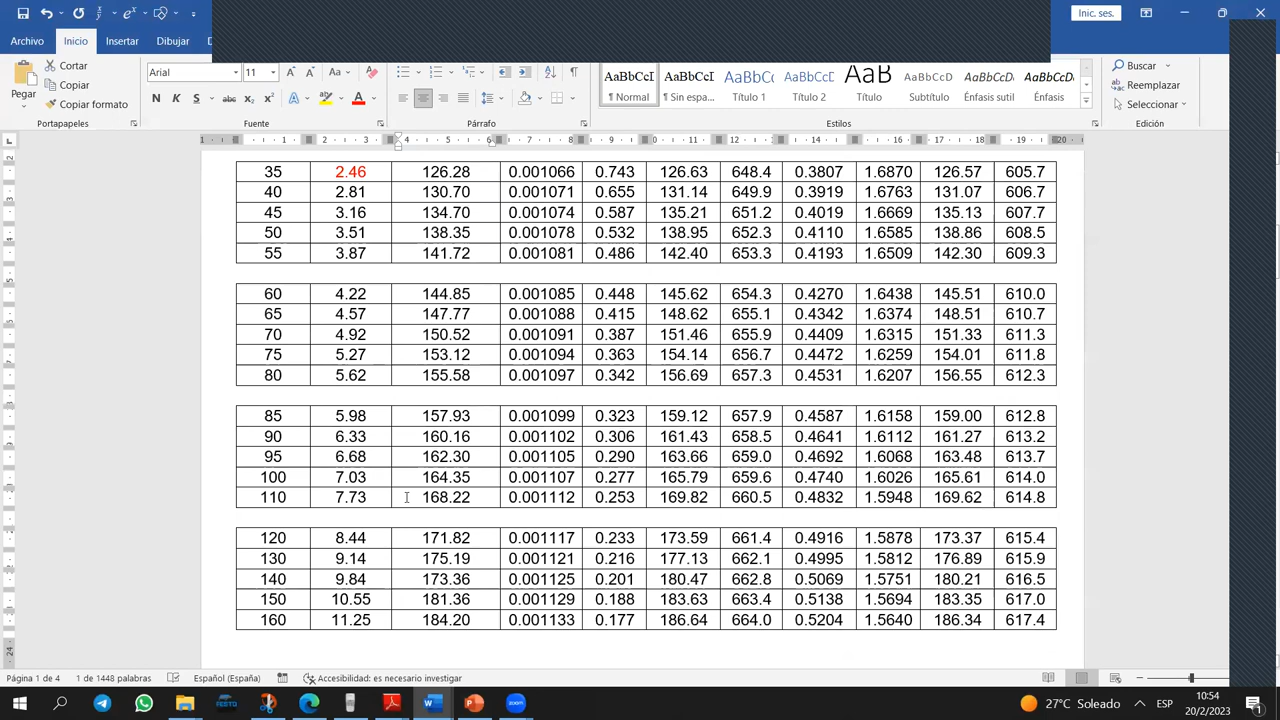 Inic. ses.
Archivo Inicio Insertar Dibujar
Pegar
Cortar
Copiar
Copiar formato
Portapapeles
Arial 11 Aa
N K S abc x₂ x² A A
Fuente
Párrafo
AaBbCcD AaBbCcD AaBbCc AaBbCcD AaB AaBbCcD AaBbCcD AaBbCcD
¶ Normal ¶ Sin espa... Título 1 Título 2 Título Subtítulo Énfasis sutil Énfasis
Estilos
Buscar
Reemplazar
Seleccionar
Edición
35 2.46 126.28 0.001066 0.743 126.63 648.4 0.3807 1.6870 126.57 605.7
40 2.81 130.70 0.001071 0.655 131.14 649.9 0.3919 1.6763 131.07 606.7
45 3.16 134.70 0.001074 0.587 135.21 651.2 0.4019 1.6669 135.13 607.7
50 3.51 138.35 0.001078 0.532 138.95 652.3 0.4110 1.6585 138.86 608.5
55 3.87 141.72 0.001081 0.486 142.40 653.3 0.4193 1.6509 142.30 609.3
60 4.22 144.85 0.001085 0.448 145.62 654.3 0.4270 1.6438 145.51 610.0
65 4.57 147.77 0.001088 0.415 148.62 655.1 0.4342 1.6374 148.51 610.7
70 4.92 150.52 0.001091 0.387 151.46 655.9 0.4409 1.6315 151.33 611.3
75 5.27 153.12 0.001094 0.363 154.14 656.7 0.4472 1.6259 154.01 611.8
80 5.62 155.58 0.001097 0.342 156.69 657.3 0.4531 1.6207 156.55 612.3
85 5.98 157.93 0.001099 0.323 159.12 657.9 0.4587 1.6158 159.00 612.8
90 6.33 160.16 0.001102 0.306 161.43 658.5 0.4641 1.6112 161.27 613.2
95 6.68 162.30 0.001105 0.290 163.66 659.0 0.4692 1.6068 163.48 613.7
100 7.03 164.35 0.001107 0.277 165.79 659.6 0.4740 1.6026 165.61 614.0
110 7.73 168.22 0.001112 0.253 169.82 660.5 0.4832 1.5948 169.62 614.8
120 8.44 171.82 0.001117 0.233 173.59 661.4 0.4916 1.5878 173.37 615.4
130 9.14 175.19 0.001121 0.216 177.13 662.1 0.4995 1.5812 176.89 615.9
140 9.84 173.36 0.001125 0.201 180.47 662.8 0.5069 1.5751 180.21 616.5
150 10.55 181.36 0.001129 0.188 183.63 663.4 0.5138 1.5694 183.35 617.0
160 11.25 184.20 0.001133 0.177 186.64 664.0 0.5204 1.5640 186.34 617.4
Página 1 de 4 1 de 1448 palabras Español (España) Accesibilidad: es necesario investigar
FESTO zoom 27°C Soleado ESP 10:54
20/2/2023